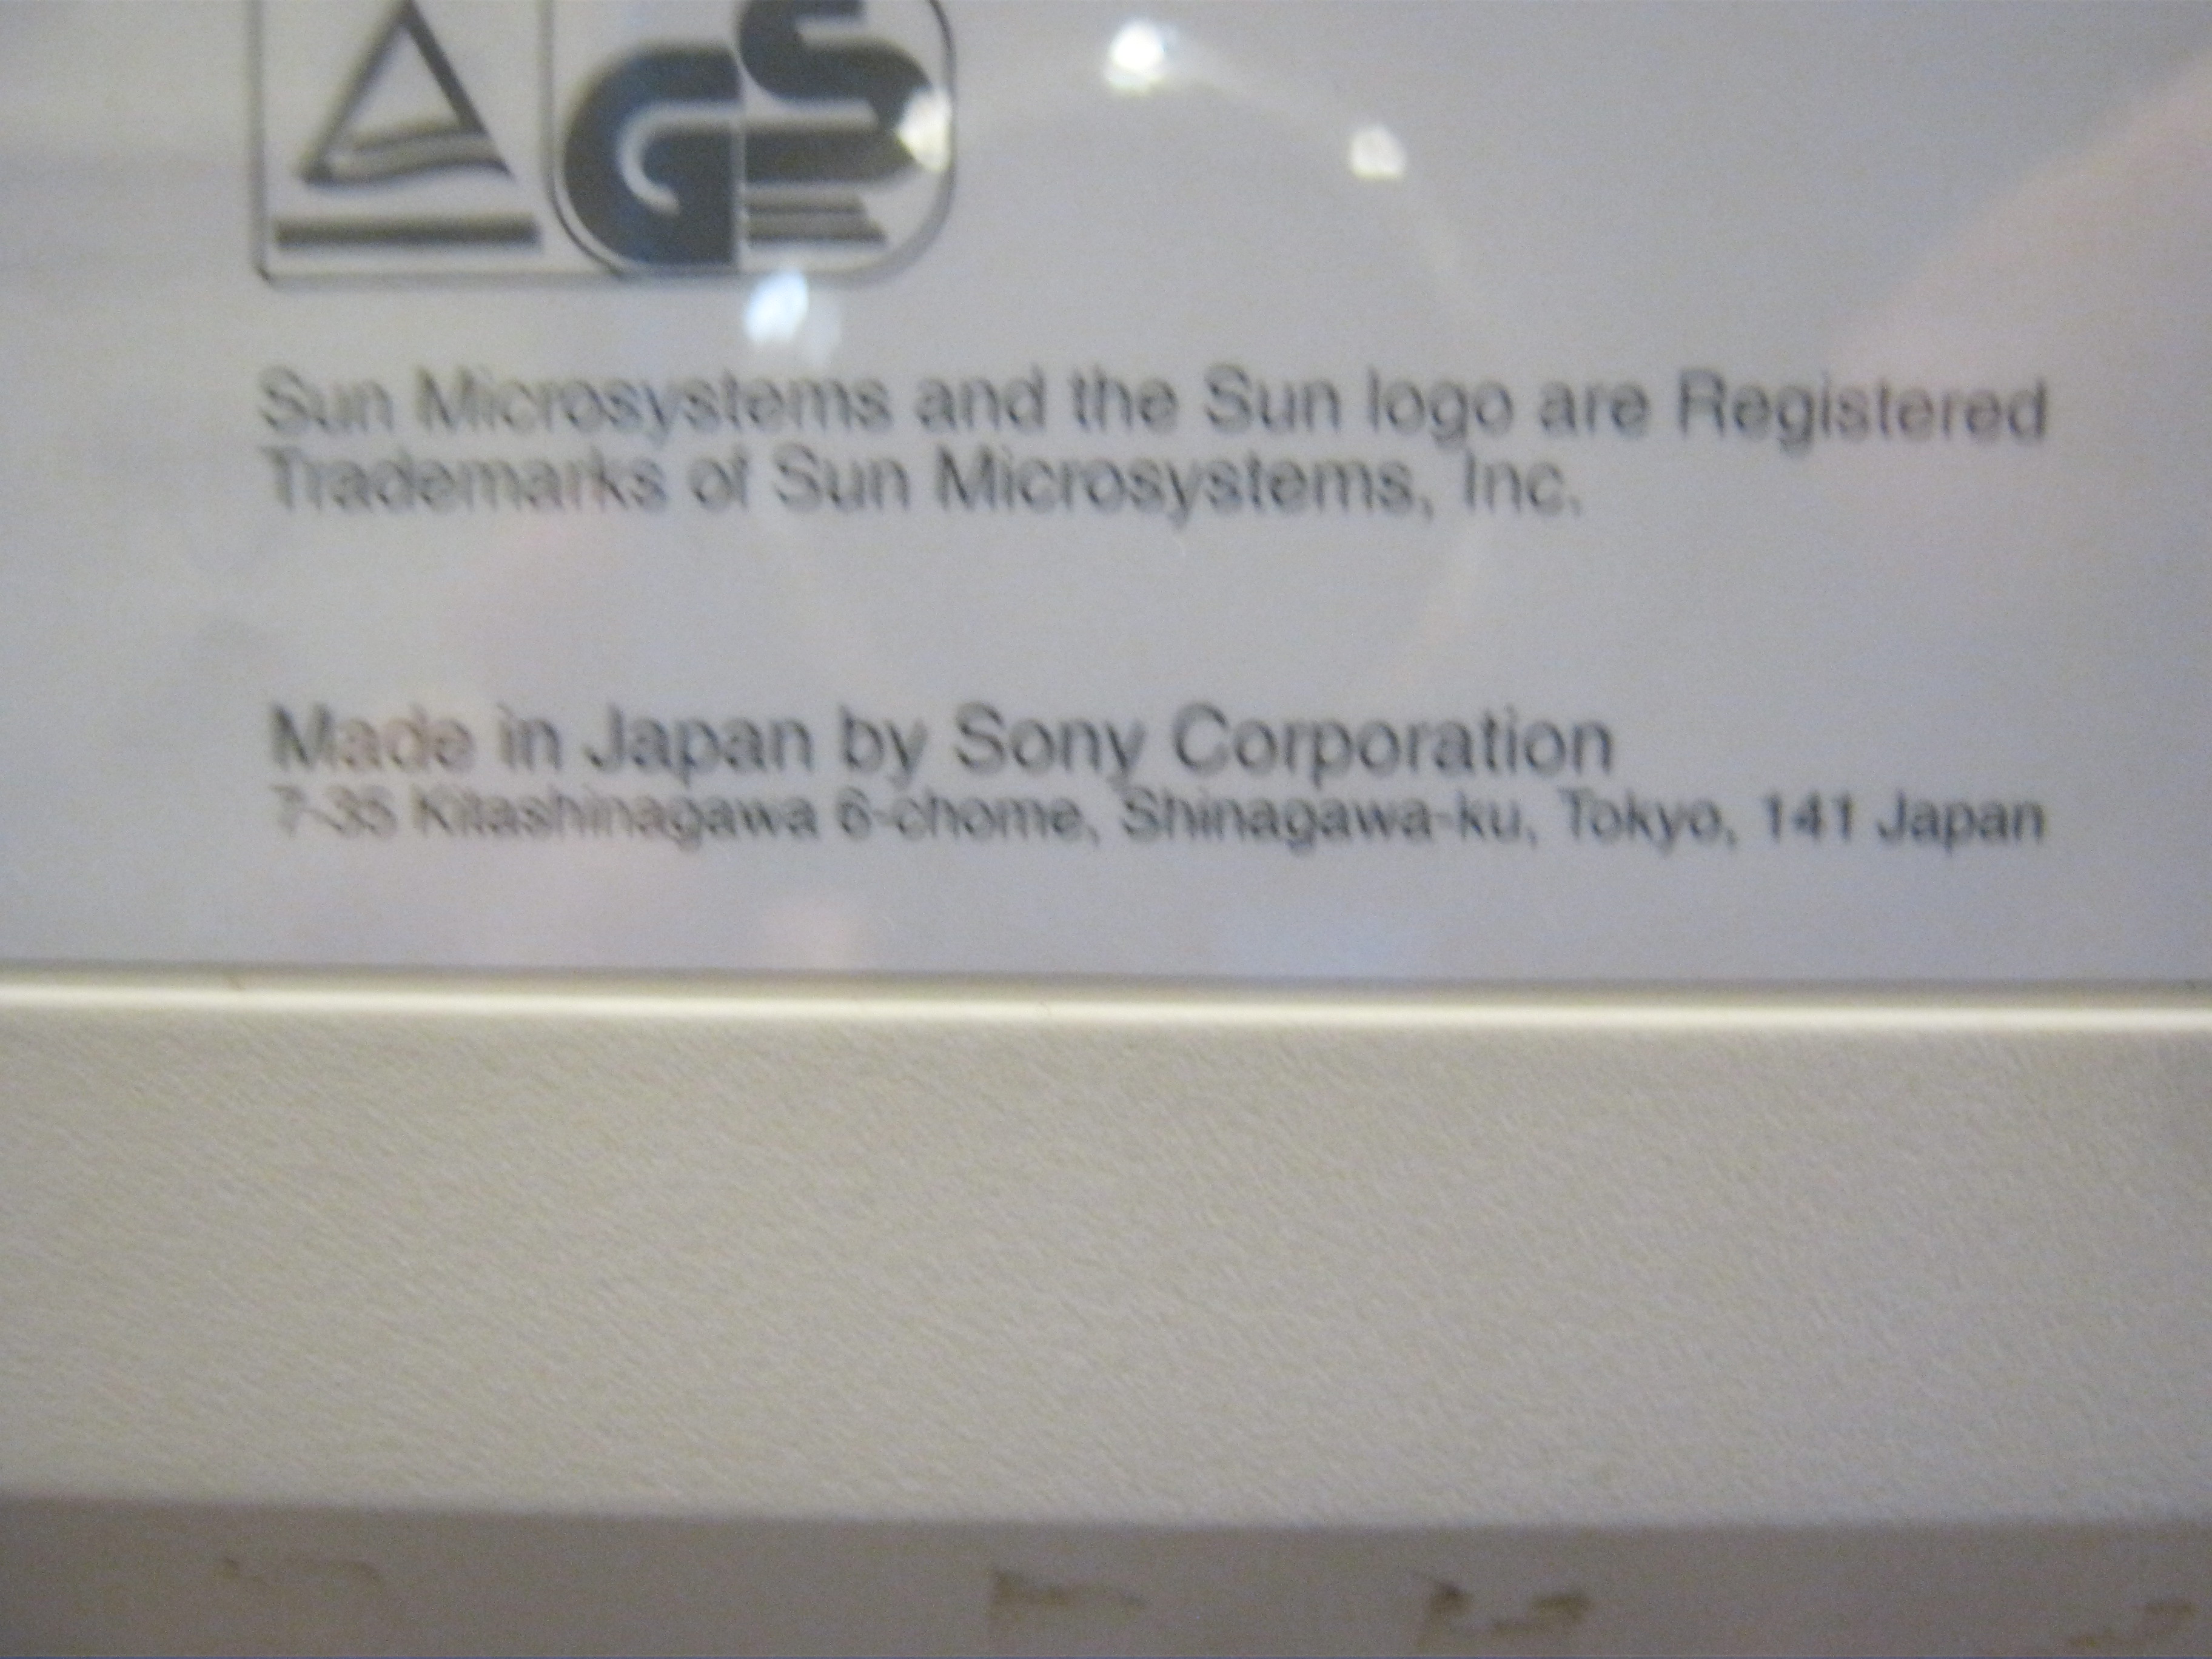 GS
Sun Microsystems and the Sun logo are Registered
Trademarks of Sun Microsystems, Inc.
Made in Japan by Sony Corporation
7-35 Kitashinagawa 6-chome, Shinagawa-ku, Tokyo, 141 Japan